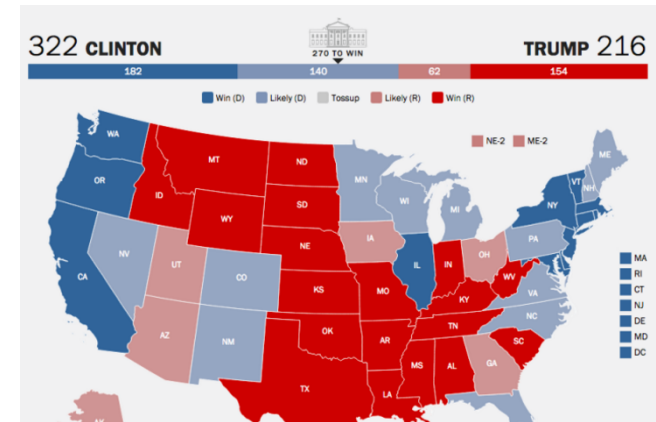 322 CLINTON
270 TO WIN
TRUMP 216
182 140 62 154
Win (D) Likely (D) Tossup Likely (R) Win (R)
NE-2 ME-2
WA
OR
CA
NV
ID
MT
WY
UT
AZ
CO
NM
ND
SD
NE
KS
OK
TX
MN
IA
MO
AR
LA
WI
IL
MI
IN
OH
KY
TN
MS
AL
GA
SC
NC
VA
WV
PA
NY
VT
NH
ME
MA
RI
CT
NJ
DE
MD
DC
AK